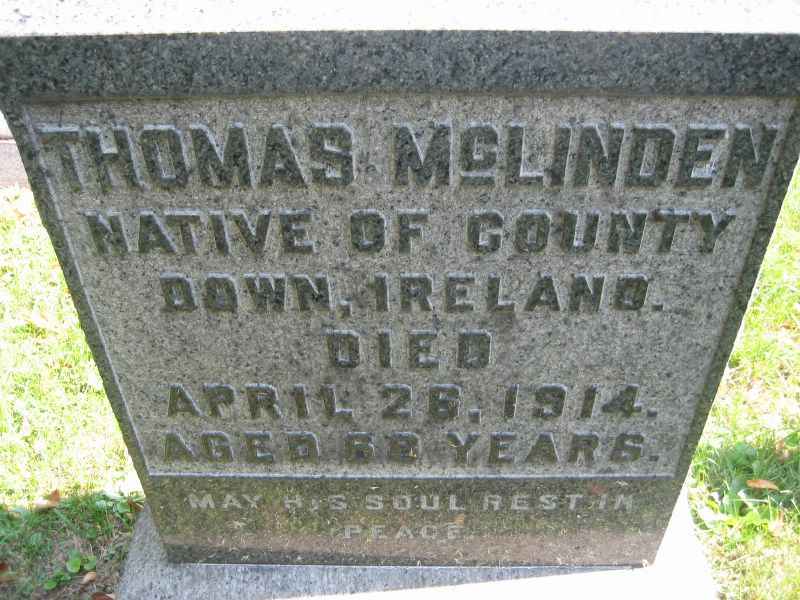 THOMAS McLINDEN
NATIVE OF COUNTY
DOWN, IRELAND.
DIED
APRIL 26, 1914.
AGED YEARS.
MAY HIS SOUL REST IN
PEACE